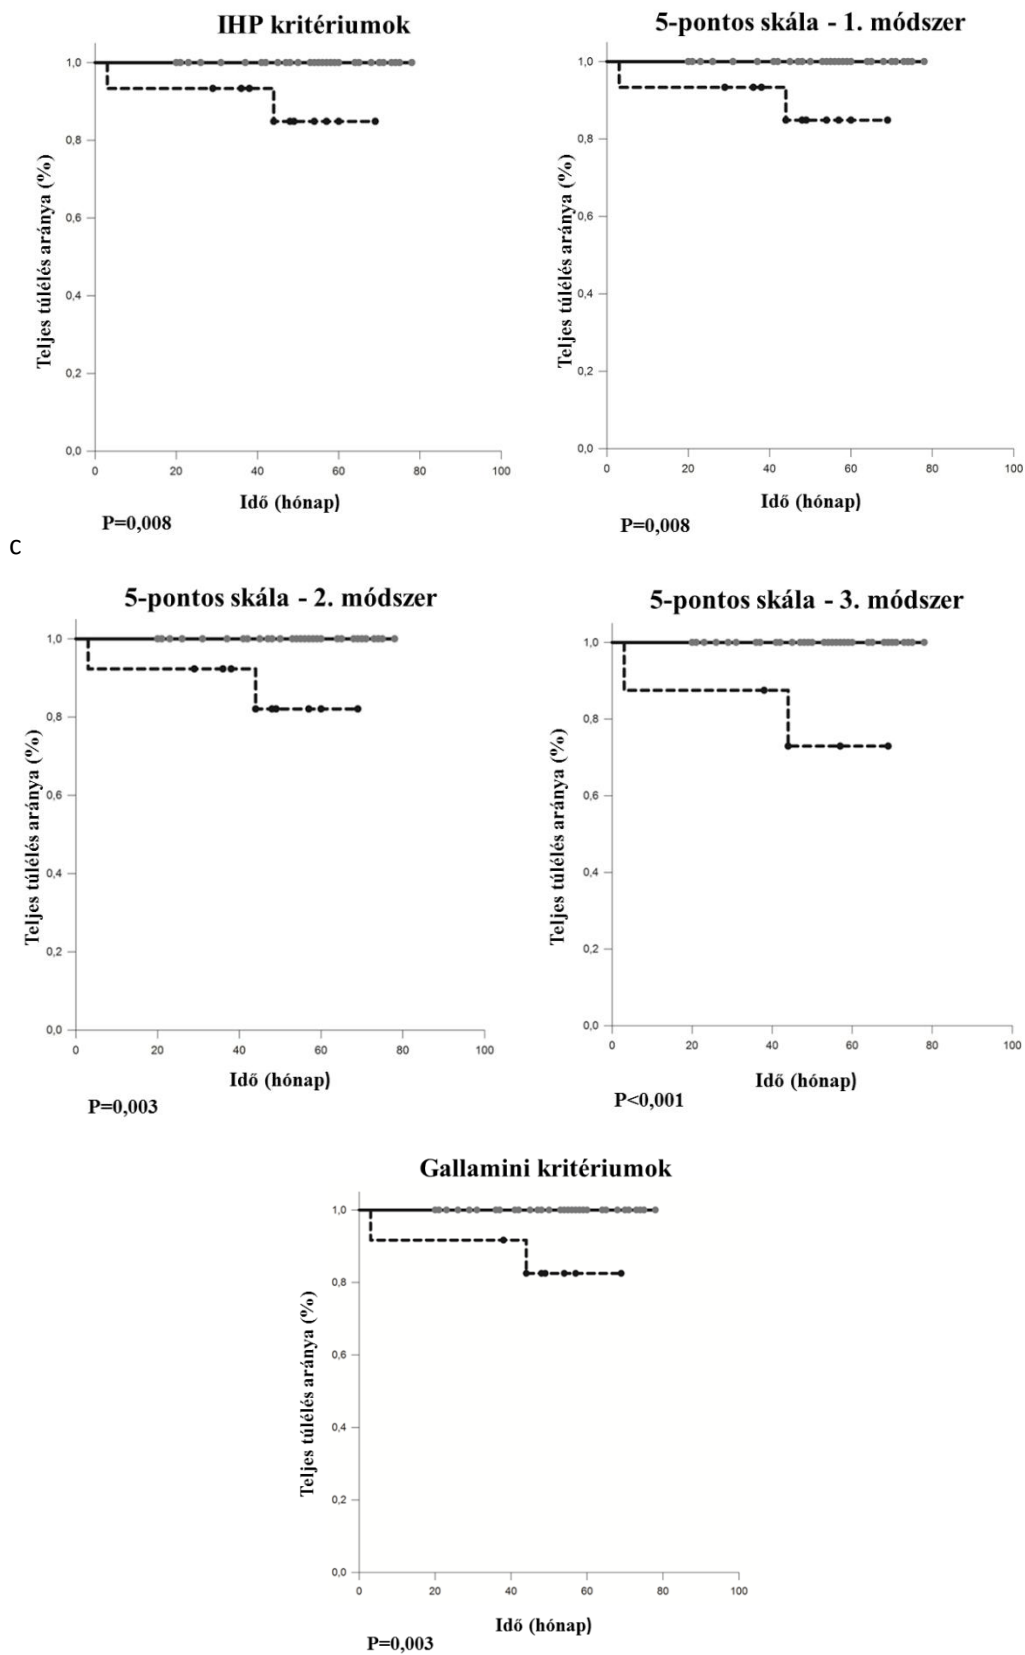 IHP kritériumok
Teljes túlélés aránya (%)
1,0
0,8
0,6
0,4
0,2
0,0
0 20 40 60 80 100
Idő (hónap)
P=0,008
5-pontos skála - 1. módszer
Teljes túlélés aránya (%)
1,0
0,8
0,6
0,4
0,2
0,0
0 20 40 60 80 100
Idő (hónap)
P=0,008
C
5-pontos skála - 2. módszer
Teljes túlélés aránya (%)
1,0
0,8
0,6
0,4
0,2
0,0
0 20 40 60 80 100
Idő (hónap)
P=0,003
5-pontos skála - 3. módszer
Teljes túlélés aránya (%)
1,0
0,8
0,6
0,4
0,2
0,0
0 20 40 60 80 100
Idő (hónap)
P<0,001
Gallamini kritériumok
Teljes túlélés aránya (%)
1,0
0,8
0,6
0,4
0,2
0,0
0 20 40 60 80 100
Idő (hónap)
P=0,003